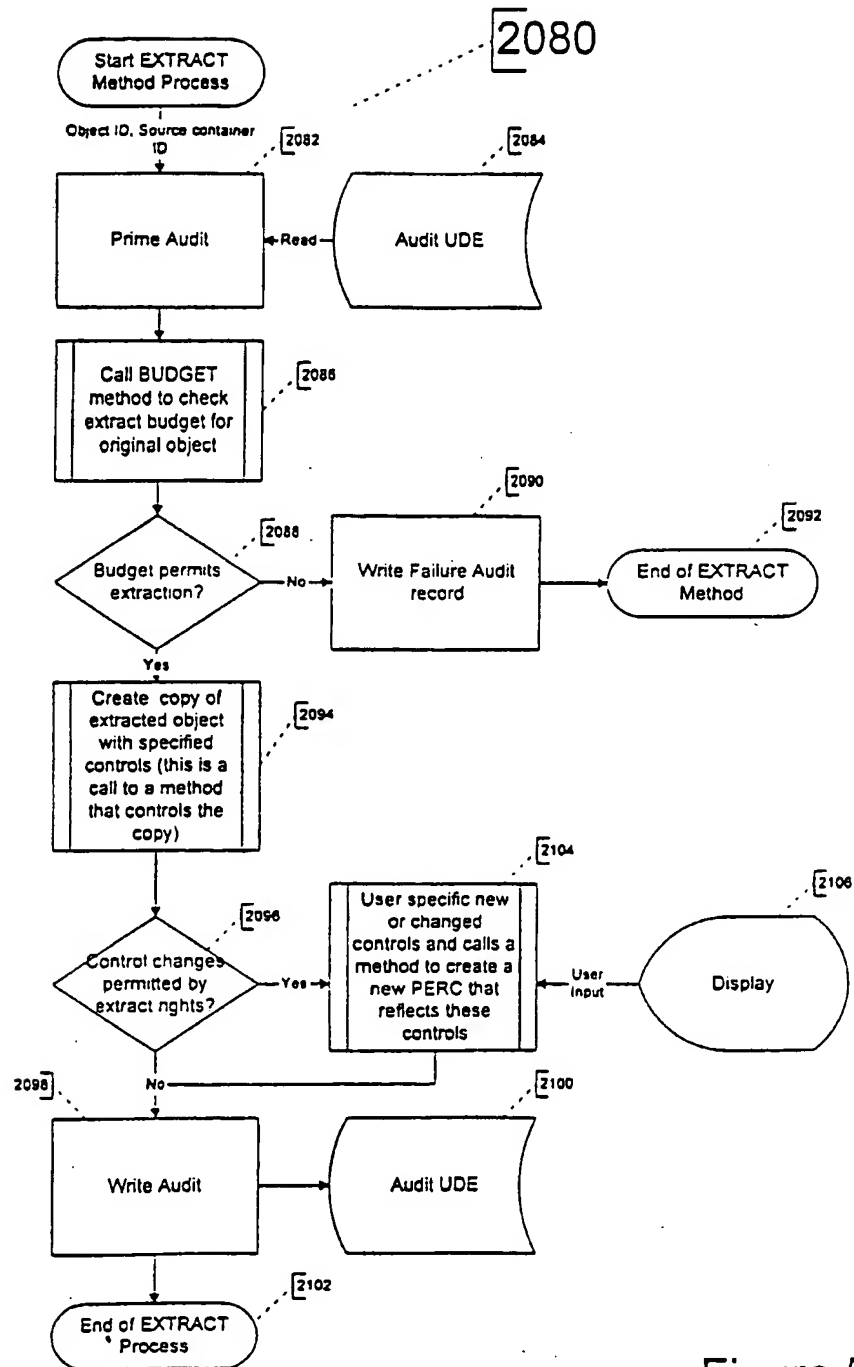 2080
Start EXTRACT
Method Process
Object ID, Source container
ID
2082
2084
Prime Audit
Read
Audit UDE
Call BUDGET
method to check
extract budget for
original object
2086
2090
2092
2088
Budget permits
extraction?
No
Write Failure Audit
record
End of EXTRACT
Method
Yes
Create copy of
extracted object
with specified
controls (this is a
call to a method
that controls the
copy)
2094
2104
2106
2096
Control changes
permitted by
extract rights?
Yes
User specific new
or changed
controls and calls a
method to create a
new PERC that
reflects these
controls
User
Input
Display
2098
No
2100
Write Audit
Audit UDE
2102
End of EXTRACT
Process